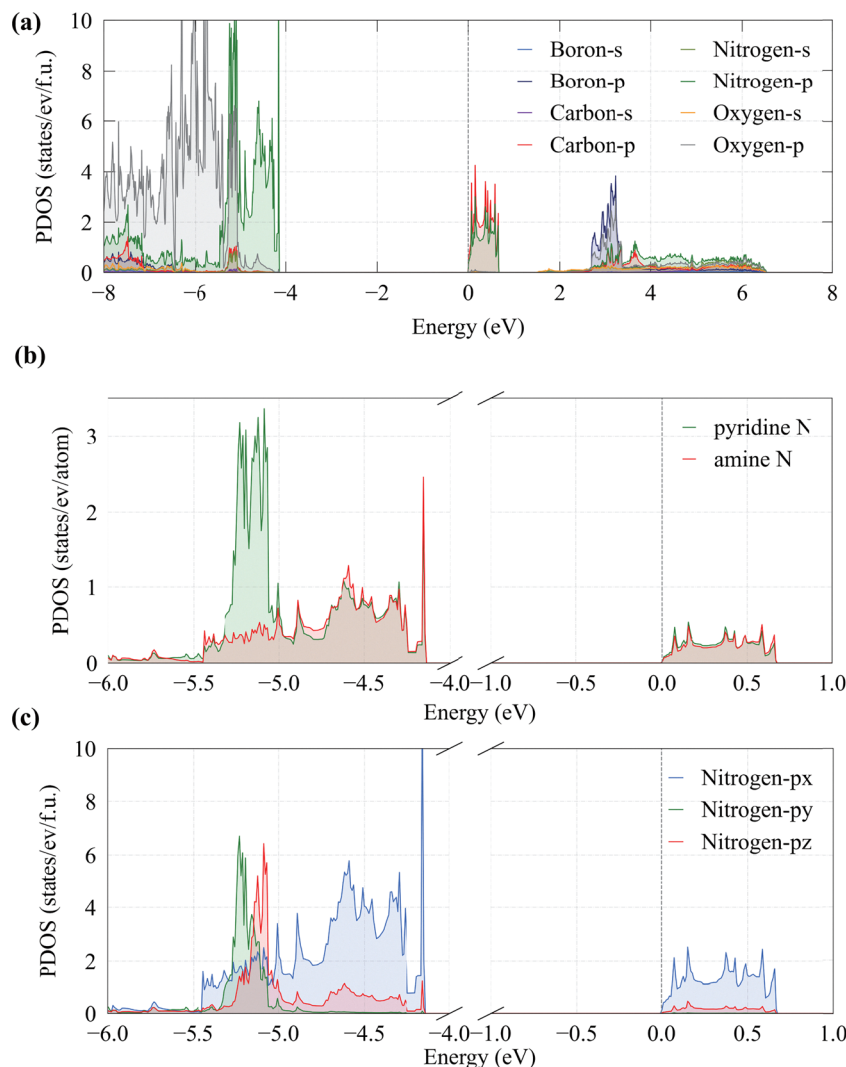 (a)
PDOS (states/ev/f.u.)
10
8
6
4
2
0
Boron-s
Boron-p
Carbon-s
Carbon-p
Nitrogen-s
Nitrogen-p
Oxygen-s
Oxygen-p
−8 −6 −4 −2 0 2 4 6 8
Energy (eV)
(b)
PDOS (states/ev/atom)
3
2
1
0
pyridine N
amine N
−6.0 −5.5 −5.0 −4.5 −4.0 −1.0 −0.5 0.0 0.5 1.0
Energy (eV)
(c)
PDOS (states/ev/f.u.)
10
8
6
4
2
0
Nitrogen-px
Nitrogen-py
Nitrogen-pz
−6.0 −5.5 −5.0 −4.5 −4.0 −1.0 −0.5 0.0 0.5 1.0
Energy (eV)